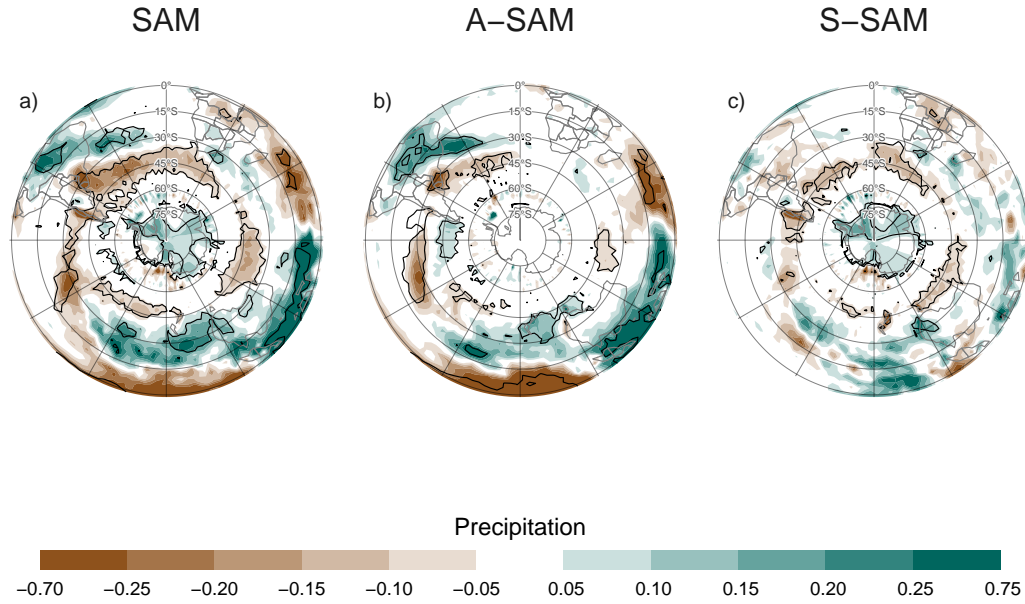 SAM A−SAM S−SAM
a) b) c)
0° 0° 0°
15°S 15°S 15°S
30°S 30°S 30°S
45°S 45°S 45°S
60°S 60°S 60°S
75°S 75°S 75°S
Precipitation
−0.70 −0.25 −0.20 −0.15 −0.10 −0.05 0.05 0.10 0.15 0.20 0.25 0.75